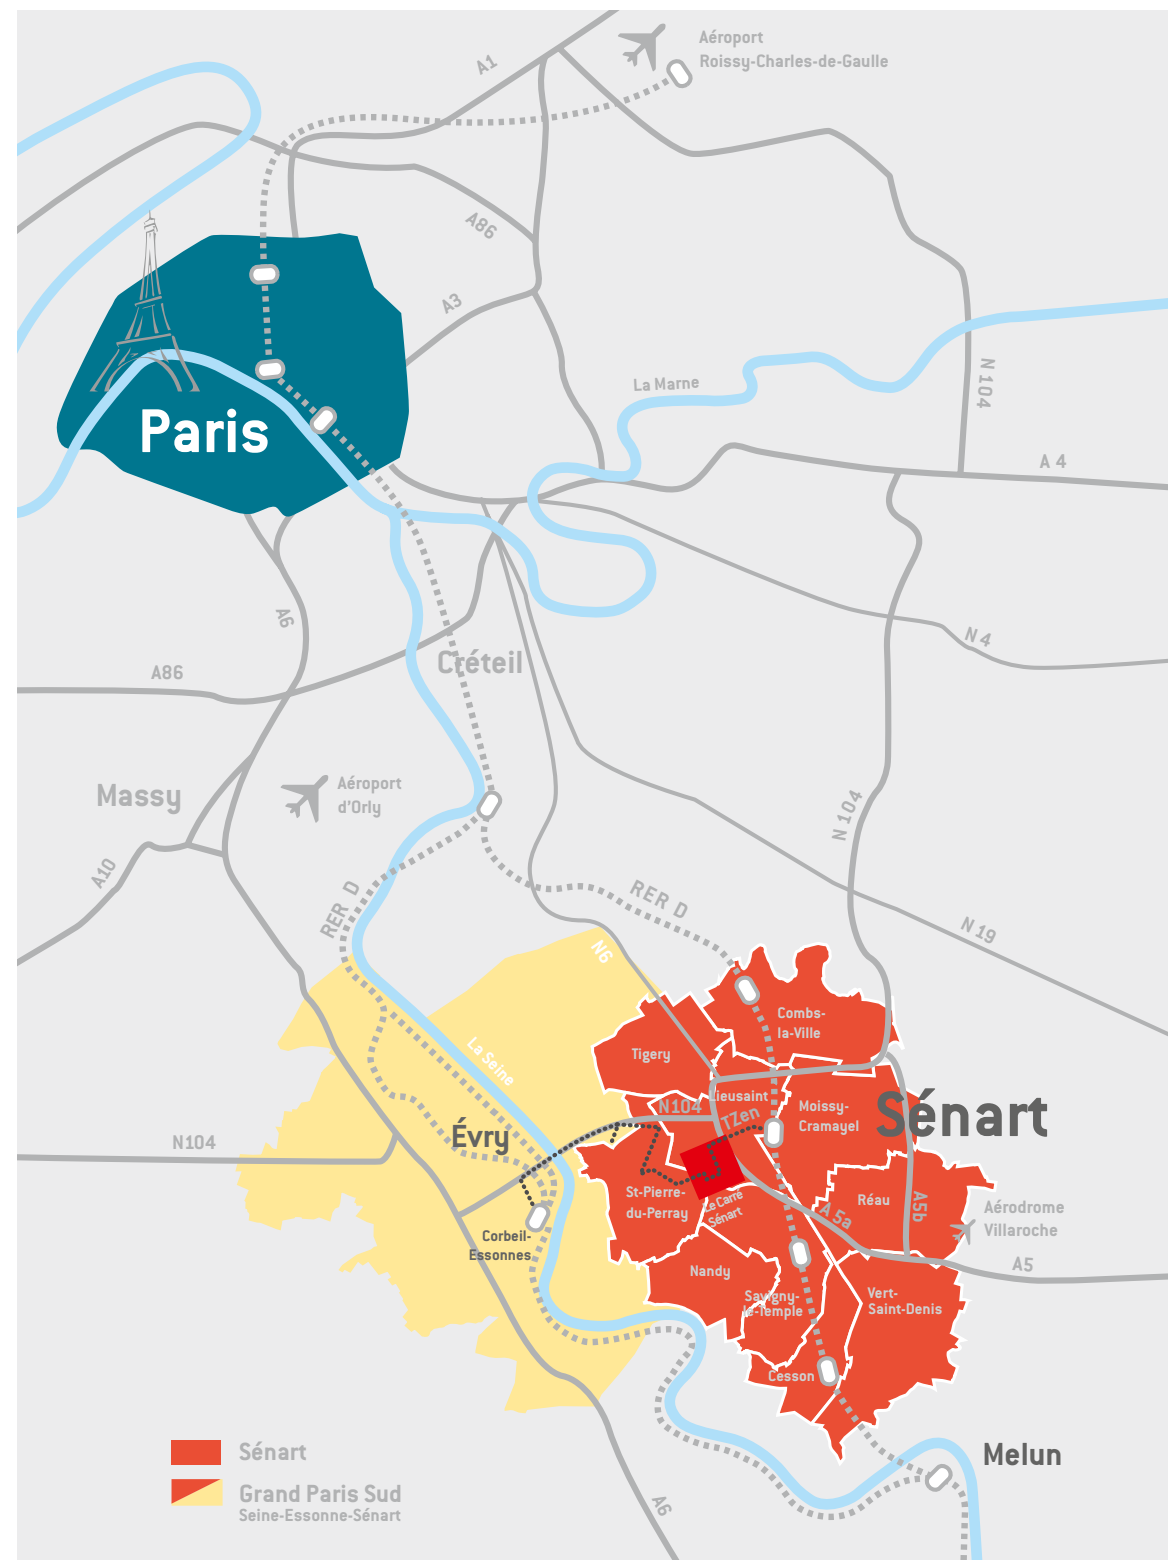 Aéroport
Roissy-Charles-de-Gaulle
A1
A86
A3
Paris
La Marne
N 104
A 4
A6
N 4
Créteil
A86
Massy
Aéroport
d'Orly
N 104
A10
RER D
RER D
N 19
N6
Combs-
la-Ville
Tigery
La Seine
Lieusaint
N104
TZen
Moissy-
Cramayel
Sénart
Évry
N104
St-Pierre-
du-Perray
Le Carré
Sénart
A 5a
Réau
A5b
Aérodrome
Villaroche
Corbeil-
Essonnes
A5
Nandy
Savigny-
le-Temple
Vert-
Saint-Denis
Cesson
Sénart
Melun
Grand Paris Sud
Seine-Essonne-Sénart
A6